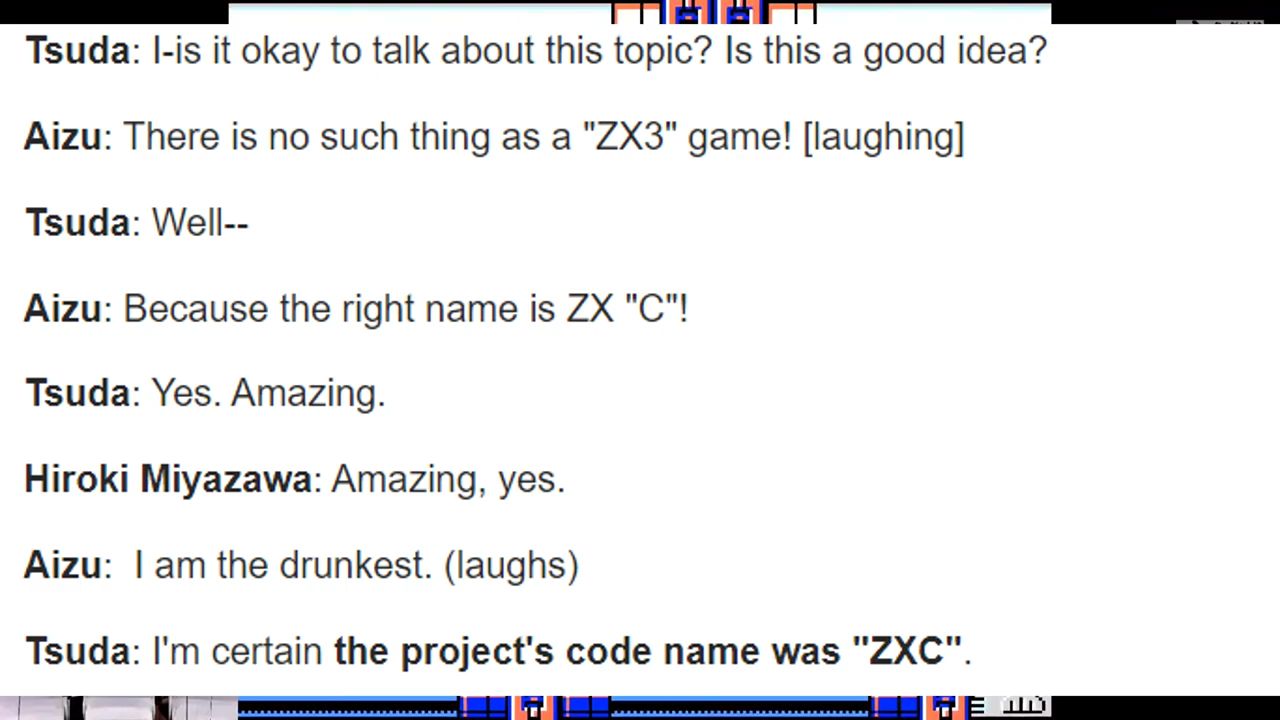 Tsuda: I-is it okay to talk about this topic? Is this a good idea?
Aizu: There is no such thing as a "ZX3" game! [laughing]
Tsuda: Well--
Aizu: Because the right name is ZX "C"!
Tsuda: Yes. Amazing.
Hiroki Miyazawa: Amazing, yes.
Aizu:  I am the drunkest. (laughs)
Tsuda: I'm certain the project's code name was "ZXC".